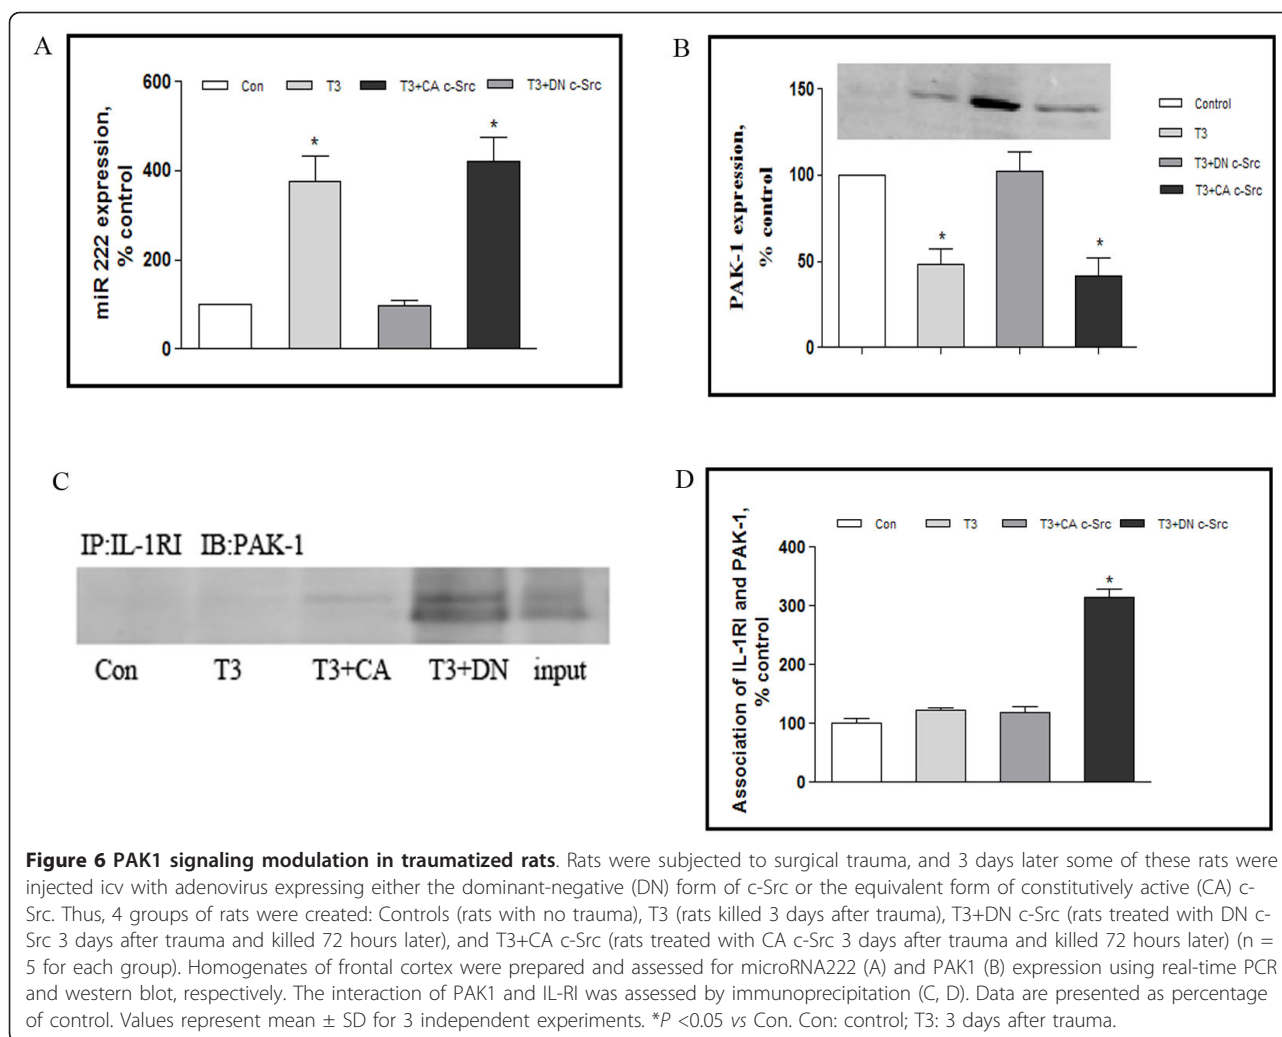 A
600
400
200
0
miR 222 expression,
% control
Con
T3
T3+CA c-Src
T3+DN c-Src
*
*
B
150
100
50
0
PAK-1 expression,
% control
Control
T3
T3+DN c-Src
T3+CA c-Src
*
*
C
IP:IL-1RI IB:PAK-1
Con T3 T3+CA T3+DN input
D
400
300
200
100
0
Association of IL-1RI and PAK-1,
% control
Con
T3
T3+CA c-Src
T3+DN c-Src
*
Figure 6 PAK1 signaling modulation in traumatized rats. Rats were subjected to surgical trauma, and 3 days later some of these rats were
injected icv with adenovirus expressing either the dominant-negative (DN) form of c-Src or the equivalent form of constitutively active (CA) c-
Src. Thus, 4 groups of rats were created: Controls (rats with no trauma), T3 (rats killed 3 days after trauma), T3+DN c-Src (rats treated with DN c-
Src 3 days after trauma and killed 72 hours later), and T3+CA c-Src (rats treated with CA c-Src 3 days after trauma and killed 72 hours later) (n =
5 for each group). Homogenates of frontal cortex were prepared and assessed for microRNA222 (A) and PAK1 (B) expression using real-time PCR
and western blot, respectively. The interaction of PAK1 and IL-RI was assessed by immunoprecipitation (C, D). Data are presented as percentage
of control. Values represent mean ± SD for 3 independent experiments. *P <0.05 vs Con. Con: control; T3: 3 days after trauma.